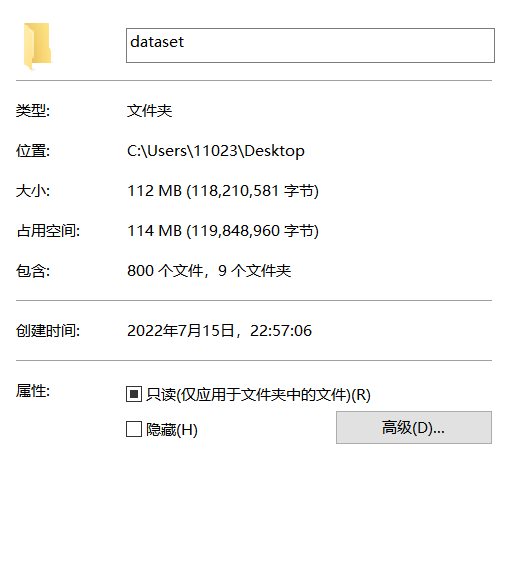 dataset
类型: 文件夹
位置: C:\Users\11023\Desktop
大小: 112 MB (118,210,581 字节)
占用空间: 114 MB (119,848,960 字节)
包含: 800 个文件，9 个文件夹
创建时间: 2022年7月15日，22:57:06
属性: 只读(仅应用于文件夹中的文件)(R)
隐藏(H) 高级(D)...